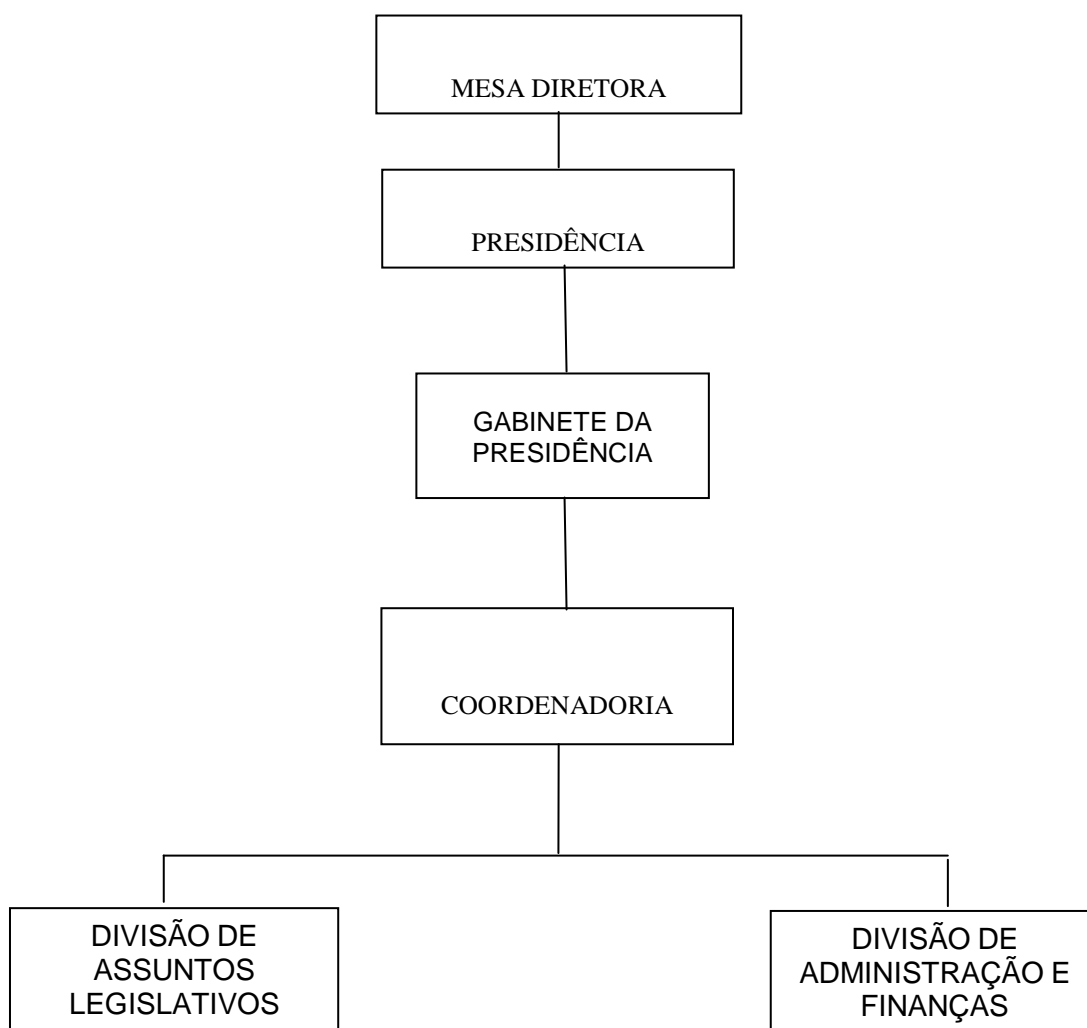 MESA DIRETORA
PRESIDÊNCIA
GABINETE DA
PRESIDÊNCIA
COORDENADORIA
DIVISÃO DE
ASSUNTOS
LEGISLATIVOS
DIVISÃO DE
ADMINISTRAÇÃO E
FINANÇAS